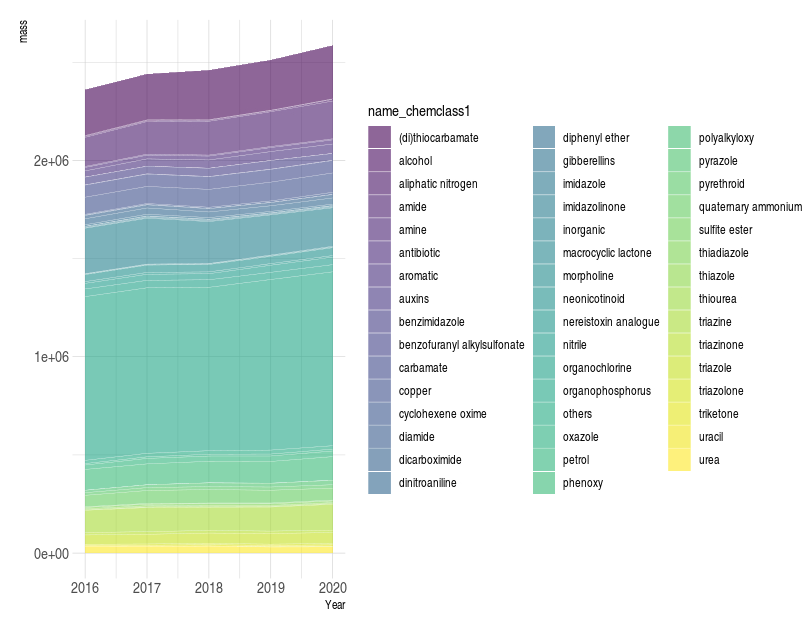 mass
2e+06
1e+06
0e+00
2016 2017 2018 2019 2020
Year
name_chemclass1
(di)thiocarbamate
alcohol
aliphatic nitrogen
amide
amine
antibiotic
aromatic
auxins
benzimidazole
benzofuranyl alkylsulfonate
carbamate
copper
cyclohexene oxime
diamide
dicarboximide
dinitroaniline
diphenyl ether
gibberellins
imidazole
imidazolinone
inorganic
macrocyclic lactone
morpholine
neonicotinoid
nereistoxin analogue
nitrile
organochlorine
organophosphorus
others
oxazole
petrol
phenoxy
polyalkyloxy
pyrazole
pyrethroid
quaternary ammonium
sulfite ester
thiadiazole
thiazole
thiourea
triazine
triazinone
triazole
triazolone
triketone
uracil
urea